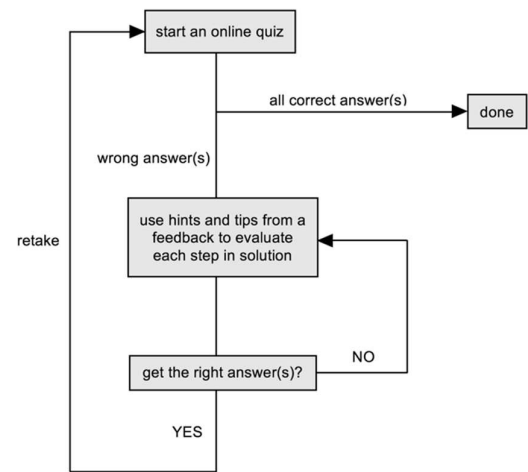 start an online quiz
all correct answer(s)
done
wrong answer(s)
use hints and tips from a
feedback to evaluate
each step in solution
retake
NO
get the right answer(s)?
YES